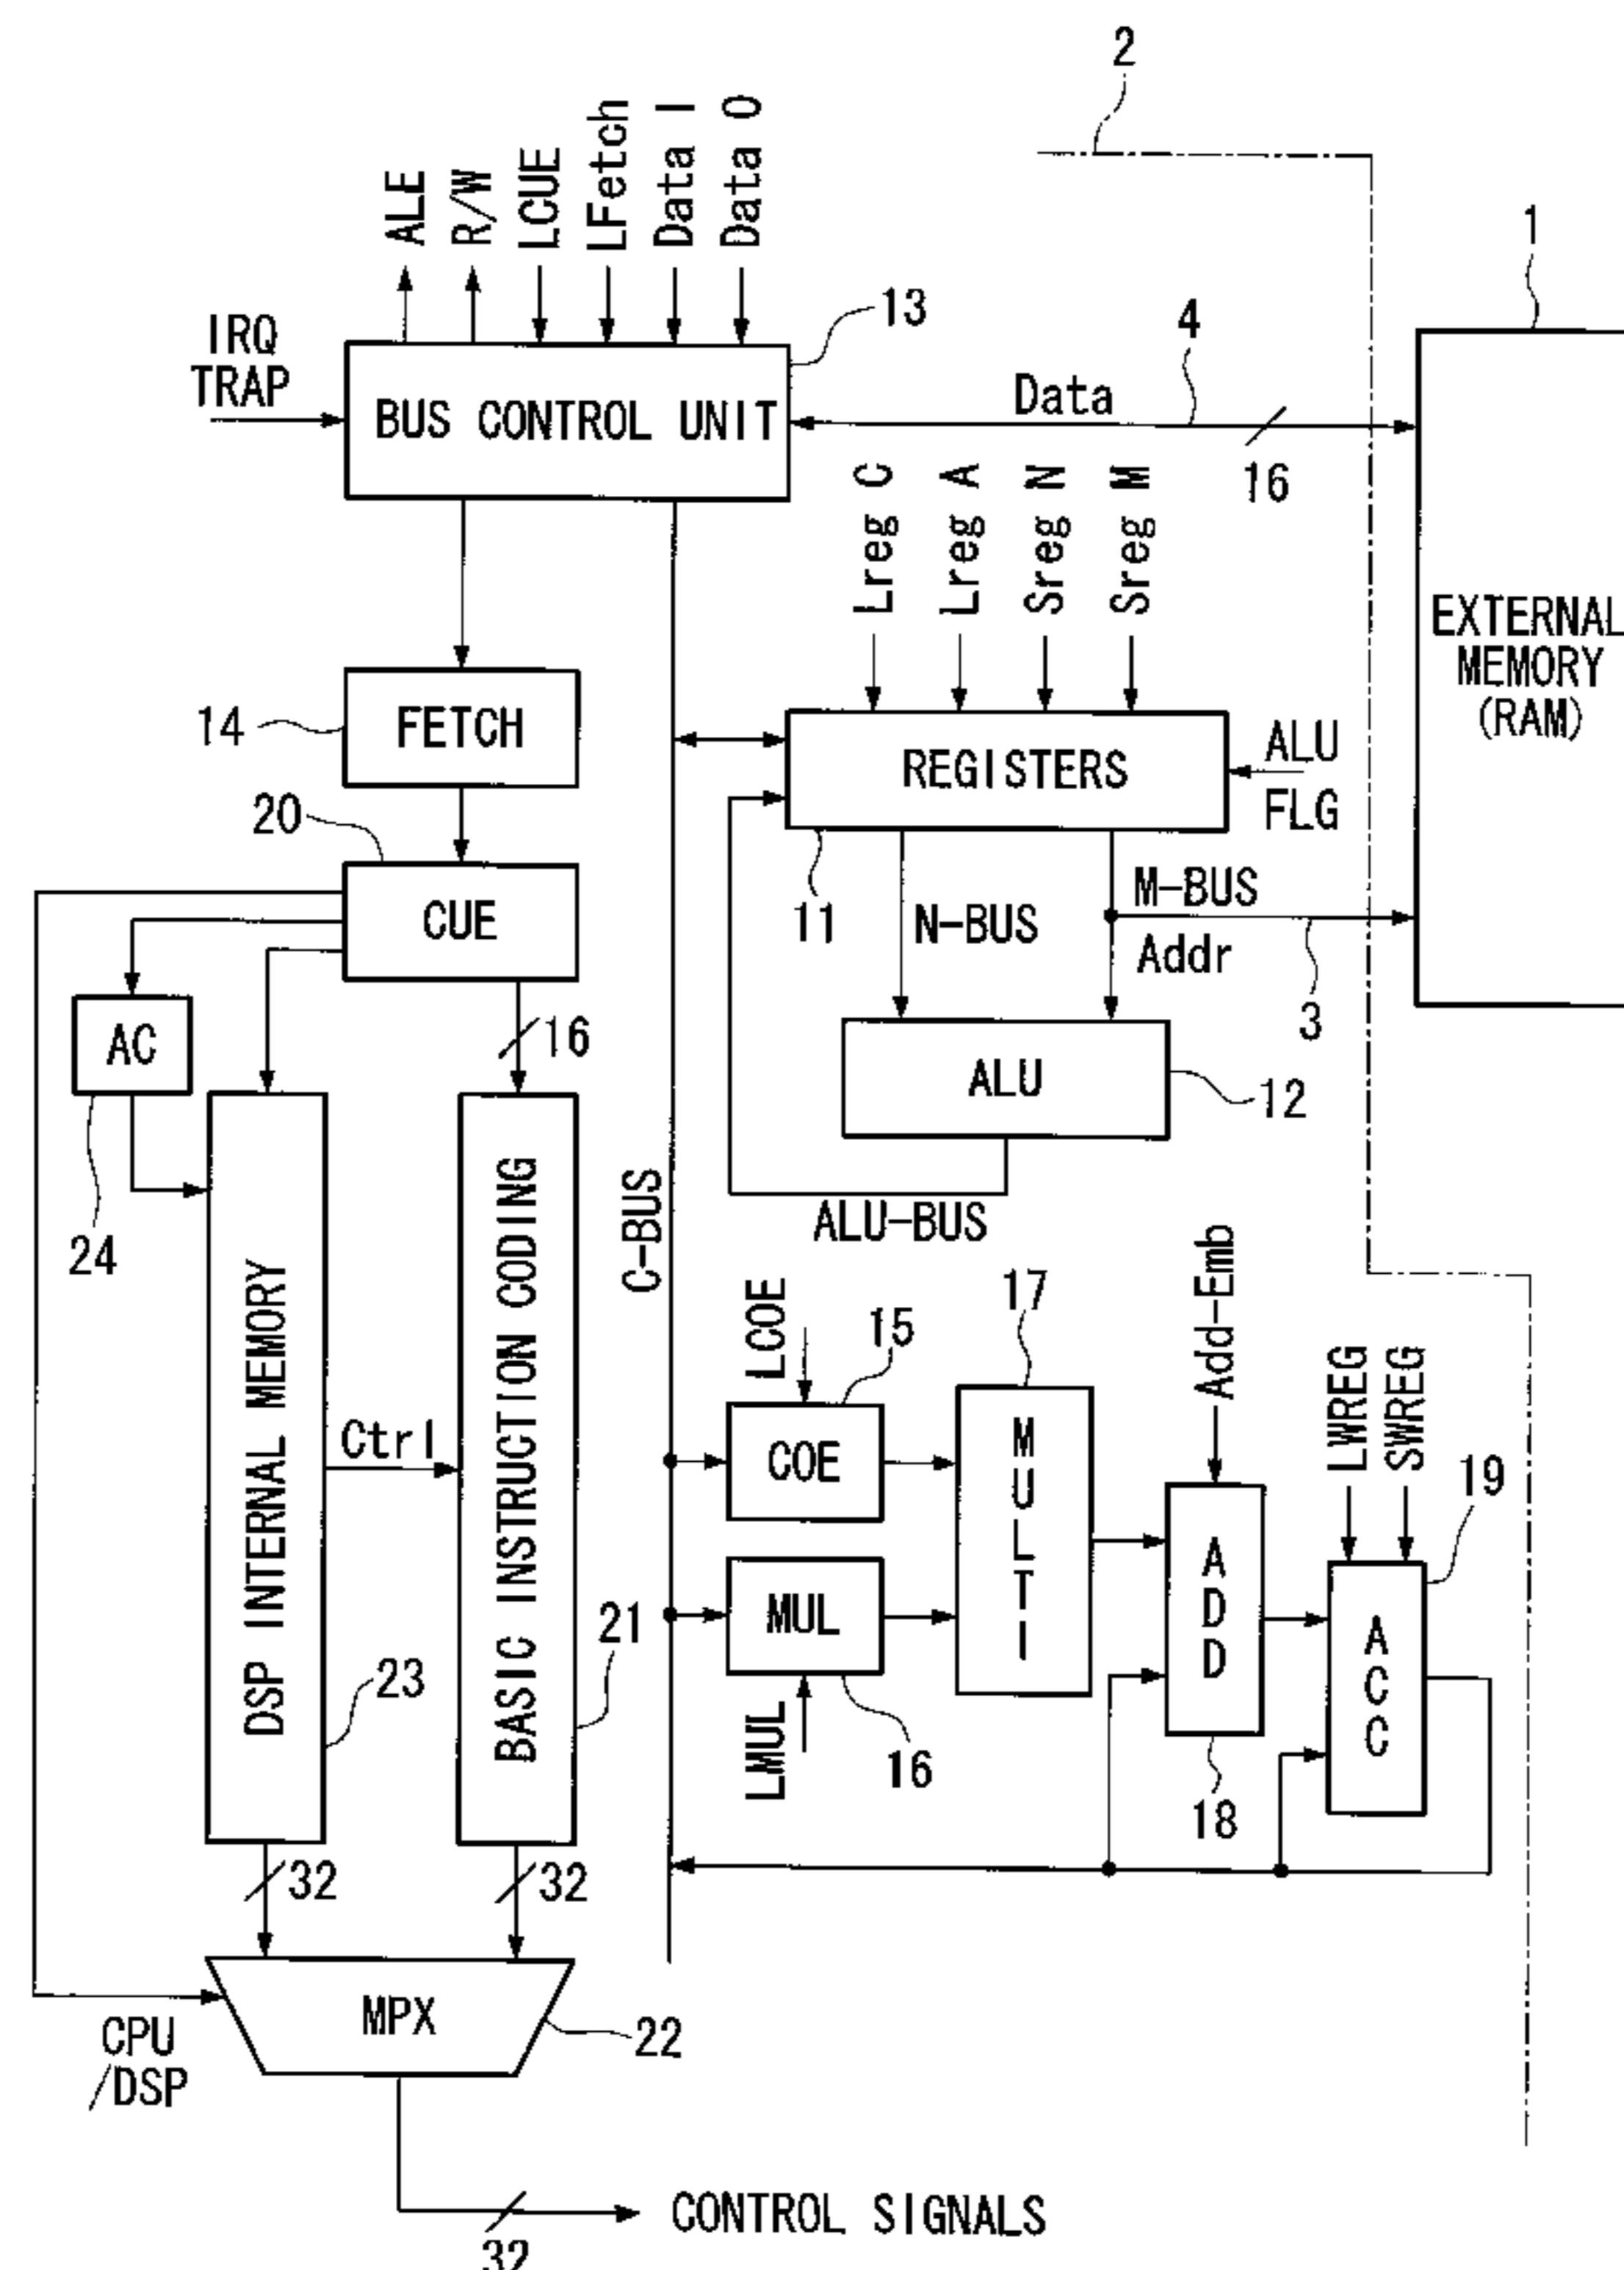 2
ALE
R/W
LCUE
LFetch
Data I
Data O
1
IRQ
TRAP
13
BUS CONTROL UNIT
Data
4
16
Lreg C
Lreg A
Sreg N
Sreg M
EXTERNAL
MEMORY
(RAM)
14
FETCH
REGISTERS
ALU
FLG
20
CUE
11
N-BUS
M-BUS
Addr
3
AC
16
ALU
12
24
C-BUS
ALU-BUS
DSP INTERNAL MEMORY
BASIC INSTRUCTION CODING
Ctrl
LCOE
15
17
Add-Emb
LWREG
SWREG
COE
MULTI
19
MUL
ADD
ACC
23
21
LMUL
16
18
32
32
MPX
22
CPU
/DSP
CONTROL SIGNALS
32